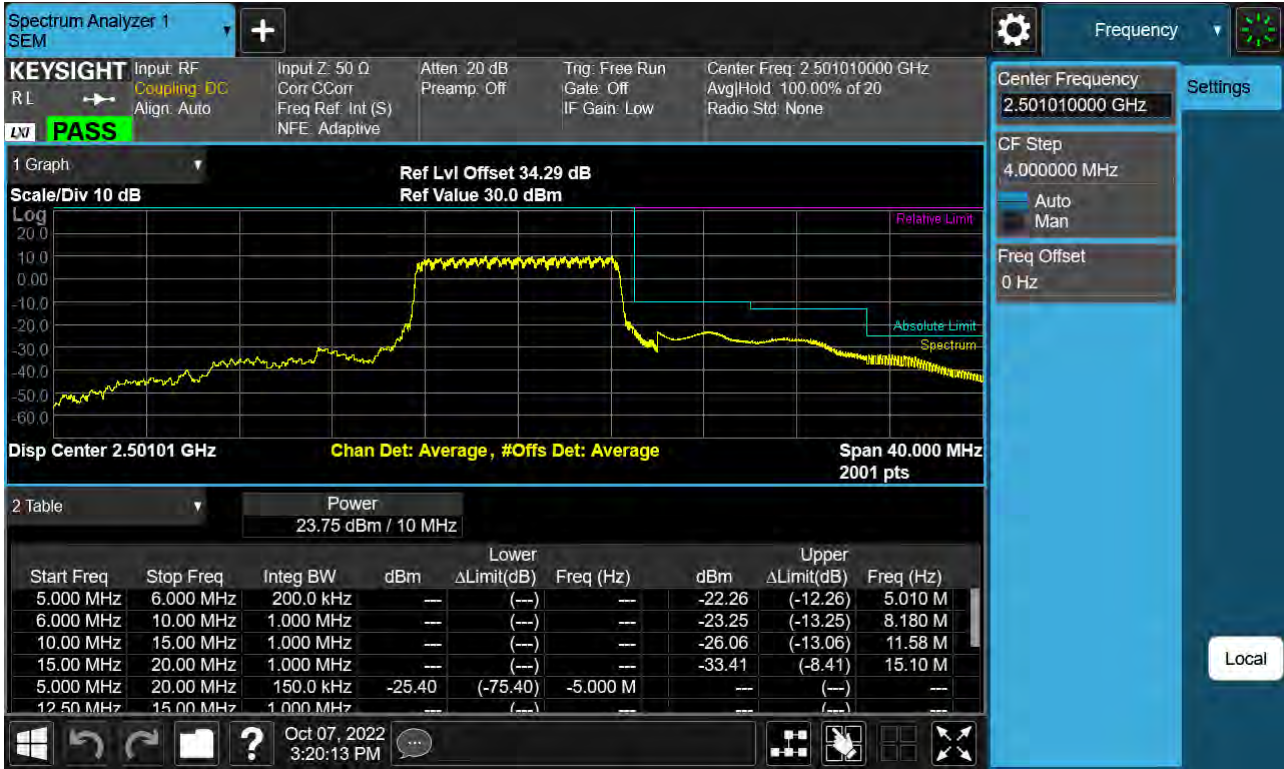 Spectrum Analyzer 1
SEM
+
Frequency
KEYSIGHT
R L
LXI
PASS
Input: RF
Coupling: DC
Align: Auto
Input Z: 50 Ω
Corr CCorr
Freq Ref: Int (S)
NFE: Adaptive
Atten: 20 dB
Preamp: Off
Trig: Free Run
Gate: Off
IF Gain: Low
Center Freq: 2.501010000 GHz
Avg|Hold: 100.00% of 20
Radio Std: None
Center Frequency
2.501010000 GHz
Settings
CF Step
4.000000 MHz
Auto
Man
Freq Offset
0 Hz
Local
1 Graph
Scale/Div 10 dB
Ref Lvl Offset 34.29 dB
Ref Value 30.0 dBm
Log
20.0
10.0
0.00
-10.0
-20.0
-30.0
-40.0
-50.0
-60.0
Relative Limit
Absolute Limit
Spectrum
Disp Center 2.50101 GHz
Chan Det: Average, #Offs Det: Average
Span 40.000 MHz
2001 pts
2 Table
Power
23.75 dBm / 10 MHz
Lower Upper
Start Freq Stop Freq Integ BW dBm ΔLimit(dB) Freq (Hz) dBm ΔLimit(dB) Freq (Hz)
5.000 MHz 6.000 MHz 200.0 kHz --- (---) --- -22.26 (-12.26) 5.010 M
6.000 MHz 10.00 MHz 1.000 MHz --- (---) --- -23.25 (-13.25) 8.180 M
10.00 MHz 15.00 MHz 1.000 MHz --- (---) --- -26.06 (-13.06) 11.58 M
15.00 MHz 20.00 MHz 1.000 MHz --- (---) --- -33.41 (-8.41) 15.10 M
5.000 MHz 20.00 MHz 150.0 kHz -25.40 (-75.40) -5.000 M --- (---) ---
12.50 MHz 15.00 MHz 1.000 MHz --- (---) --- --- (---) ---
?
Oct 07, 2022
3:20:13 PM